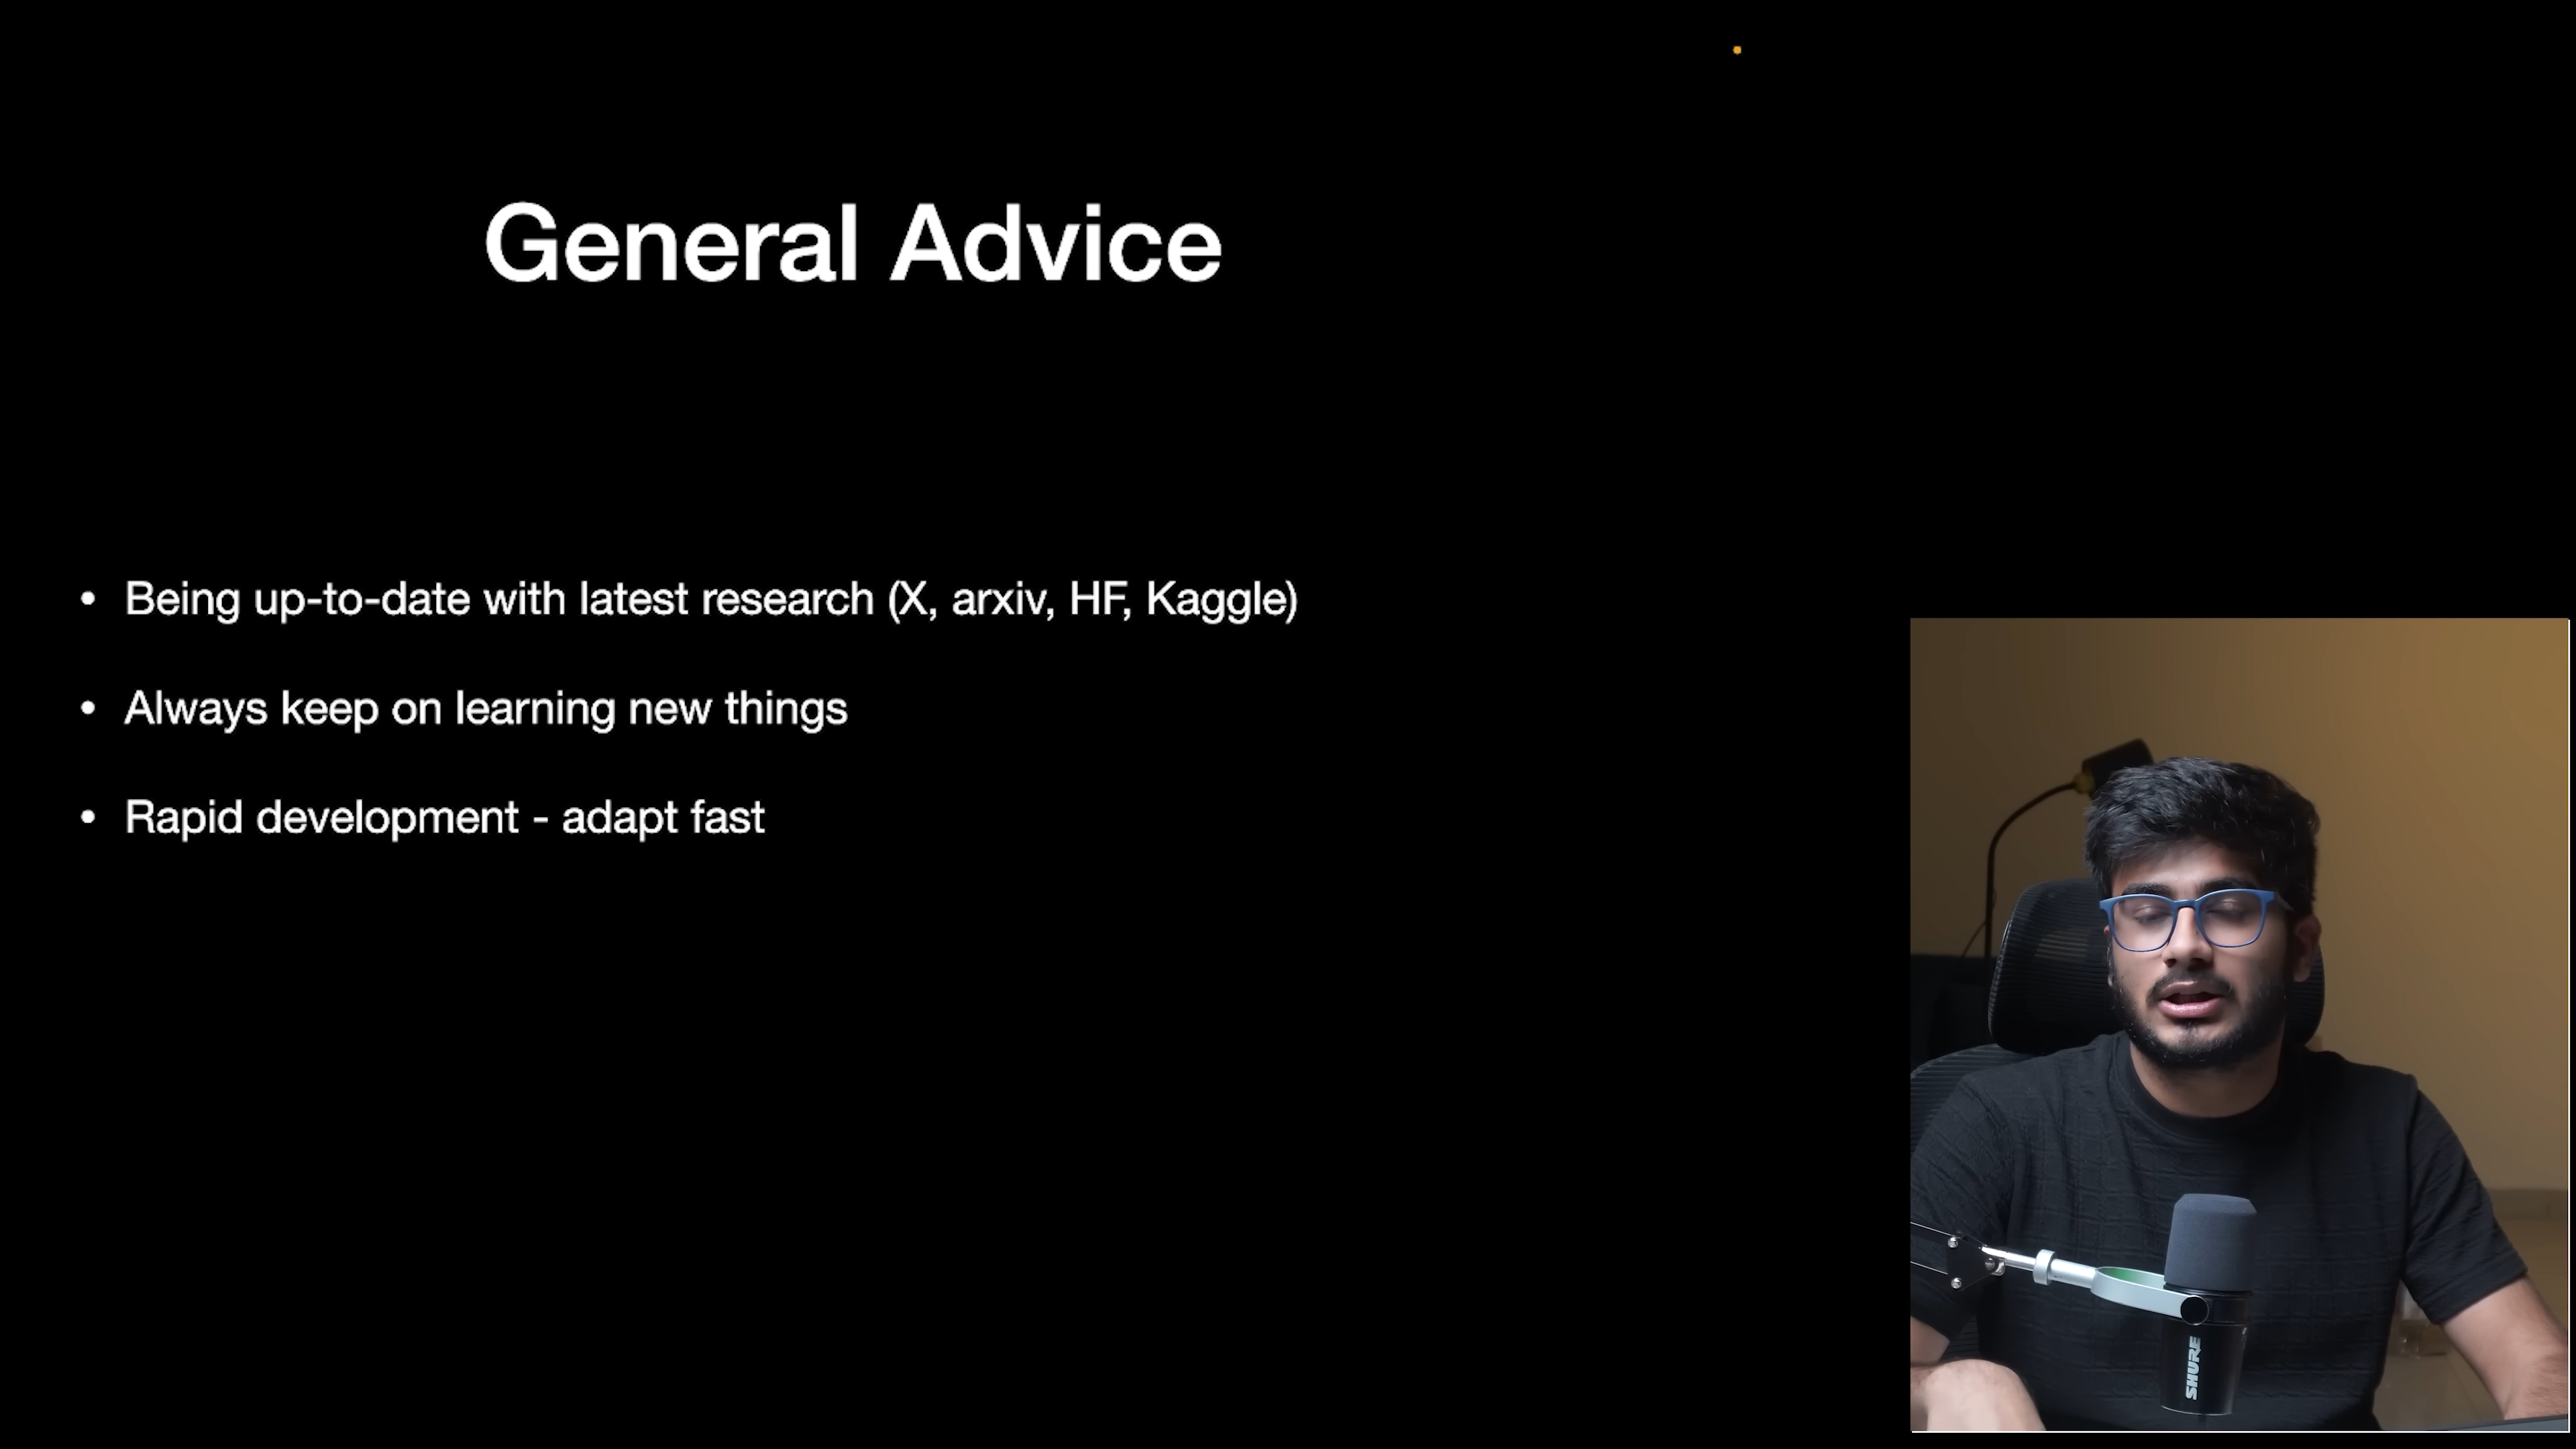 General Advice
• Being up-to-date with latest research (X, arxiv, HF, Kaggle)
• Always keep on learning new things
• Rapid development - adapt fast
SHURE